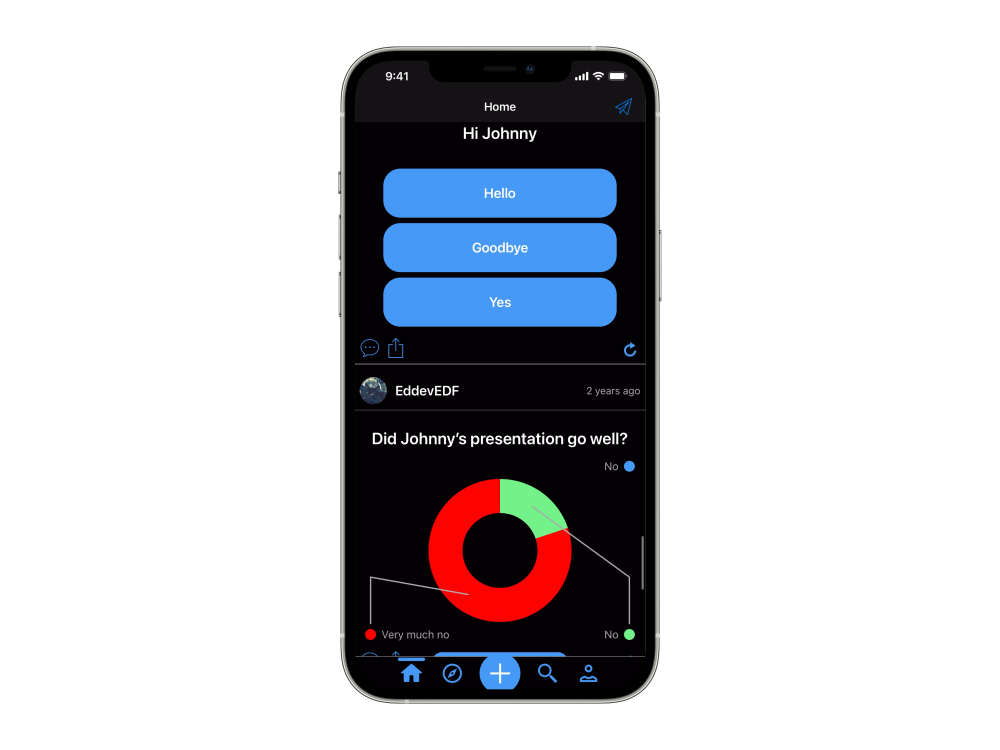 9:41
Home
Hi Johnny
Hello
Goodbye
Yes
EddevEDF
2 years ago
Did Johnny’s presentation go well?
No
Very much no
No